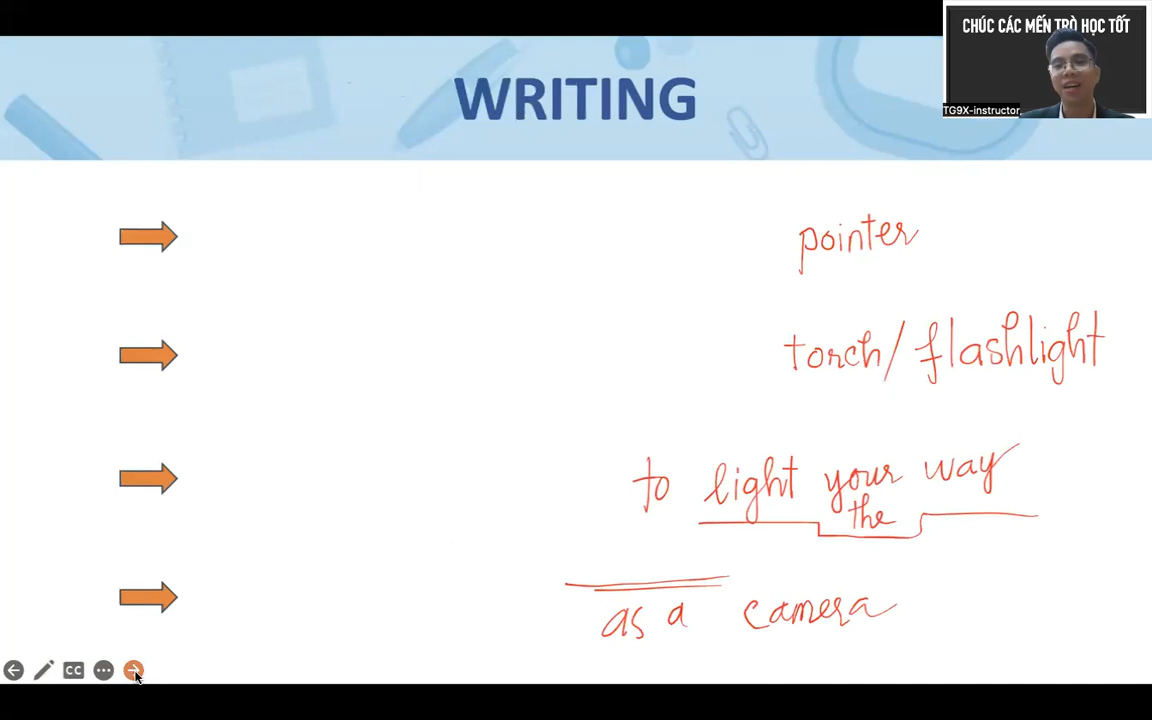 CHÚC CÁC MẾN TRÒ HỌC TỐT
TG9X-instructor
WRITING
pointer
torch/flashlight
to light your way
the
as a camera
CC